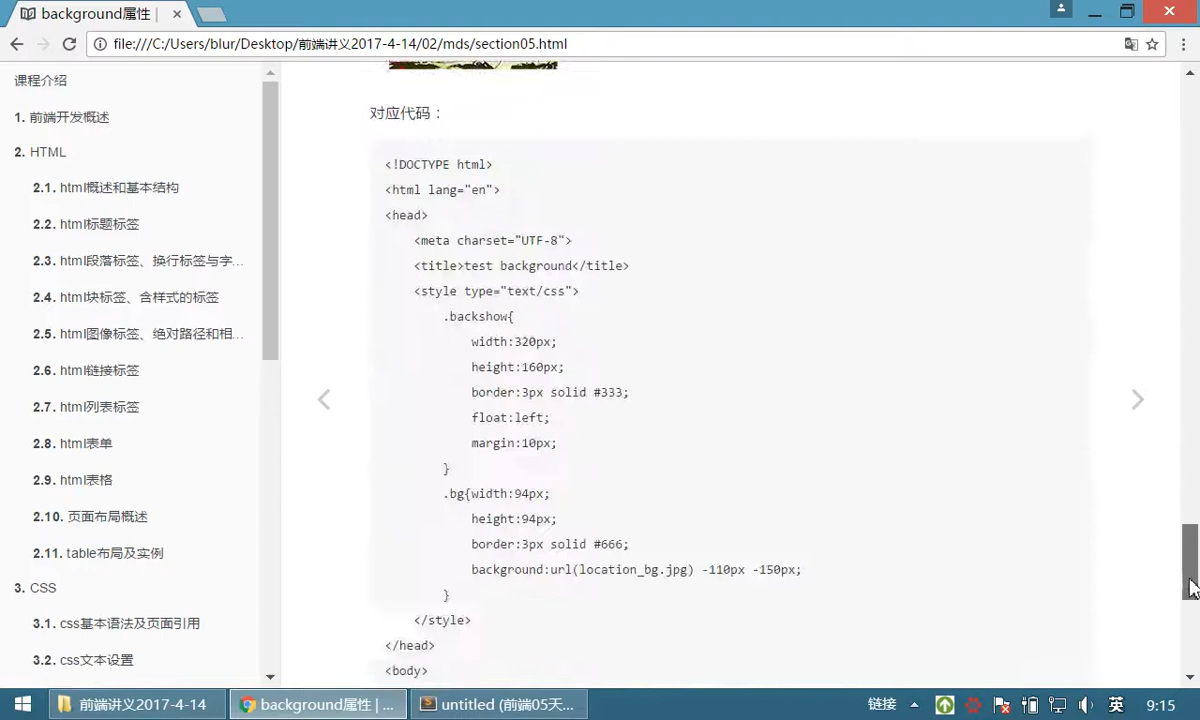 background属性 |
file:///C:/Users/blur/Desktop/前端讲义2017-4-14/02/mds/section05.html
课程介绍
1. 前端开发概述
2. HTML
2.1. html概述和基本结构
2.2. html标题标签
2.3. html段落标签、换行标签与字...
2.4. html块标签、含样式的标签
2.5. html图像标签、绝对路径和相...
2.6. html链接标签
2.7. html列表标签
2.8. html表单
2.9. html表格
2.10. 页面布局概述
2.11. table布局及实例
3. CSS
3.1. css基本语法及页面引用
3.2. css文本设置
对应代码：
<!DOCTYPE html>
<html lang="en">
<head>
<meta charset="UTF-8">
<title>test background</title>
<style type="text/css">
.backshow{
width:320px;
height:160px;
border:3px solid #333;
float:left;
margin:10px;
}
.bg{width:94px;
height:94px;
border:3px solid #666;
background:url(location_bg.jpg) -110px -150px;
}
</style>
</head>
<body>
前端讲义2017-4-14
background属性 | ...
untitled (前端05天...
链接
英
9:15